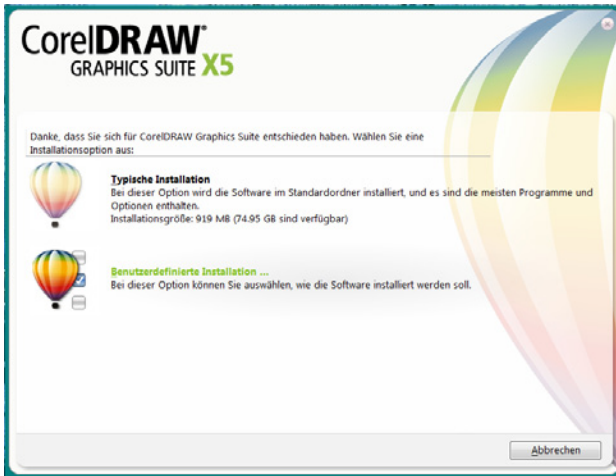 CorelDRAW®
GRAPHICS SUITE X5
Danke, dass Sie sich für CorelDRAW Graphics Suite entschieden haben. Wählen Sie eine
Installationsoption aus:
Typische Installation
Bei dieser Option wird die Software im Standardordner installiert, und es sind die meisten Programme und
Optionen enthalten.
Installationsgröße: 919 MB (74.95 GB sind verfügbar)
Benutzerdefinierte Installation ...
Bei dieser Option können Sie auswählen, wie die Software installiert werden soll.
Abbrechen